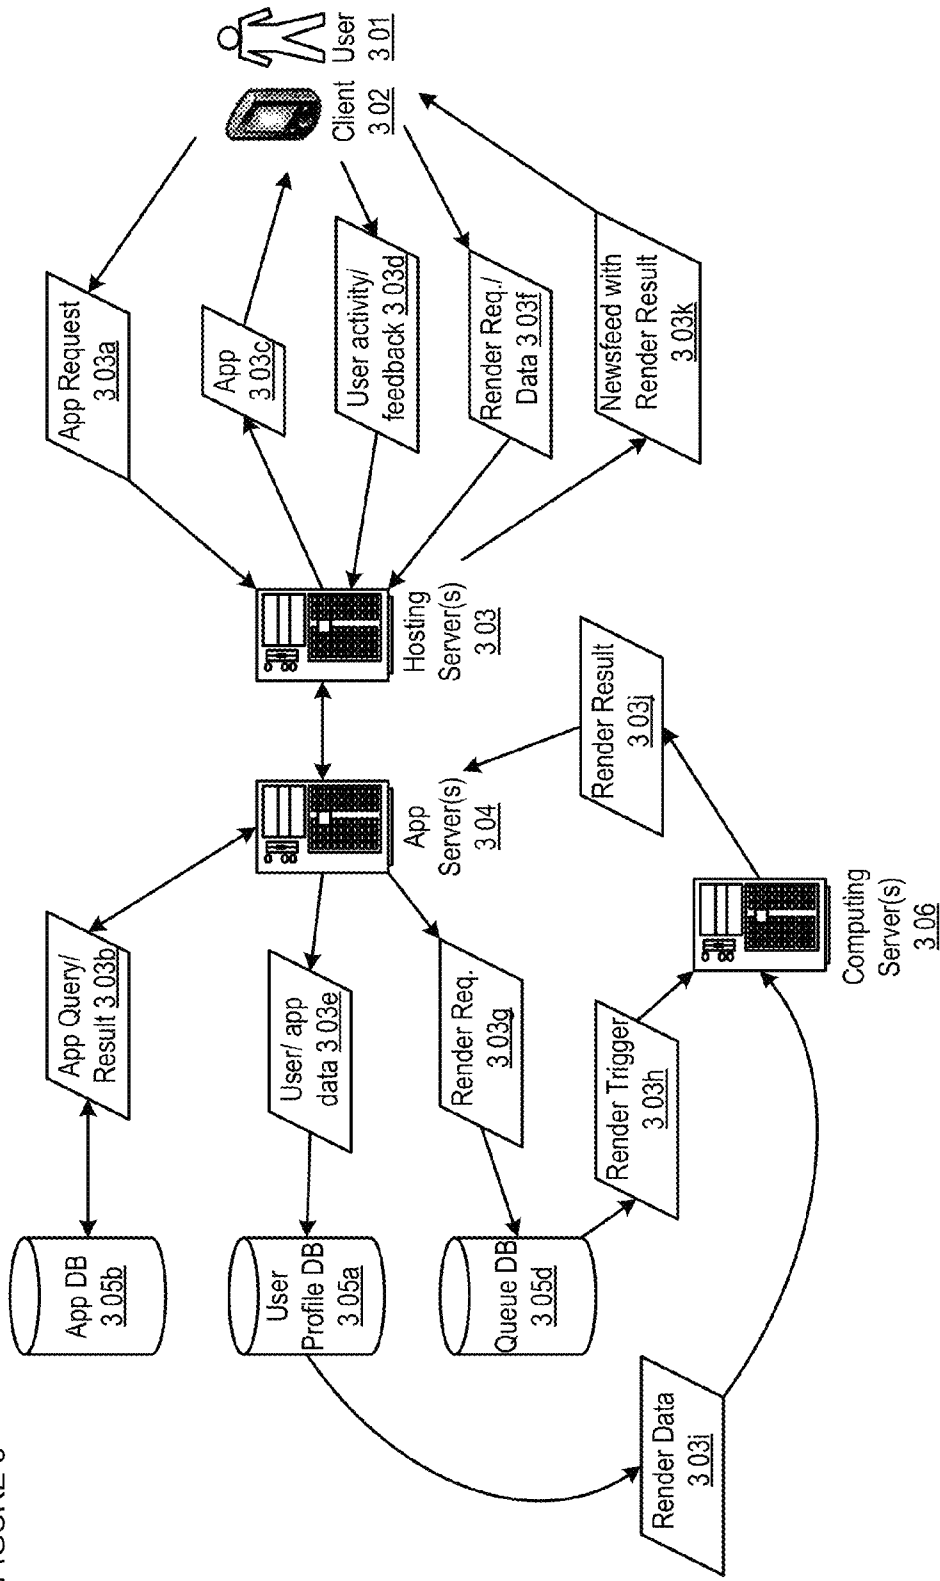 FIGURE
App DB
3 05b
App Query/
Result 3 03b
App Request
3 03a
App
3 03c
User
Profile DB
3 05a
User/ app
data 3 03e
App
Server(s)
3 04
Hosting
Server(s)
3 03
User activity/
feedback 3 03d
Client
3 02
User
3 01
Queue DB
3 05d
Render Req.
3 03g
Render Req./
Data 3 03f
Render Trigger
3 03h
Render Result
3 03j
Newsfeed with
Render Result
3 03k
Render Data
3 03i
Computing
Server(s)
3 06